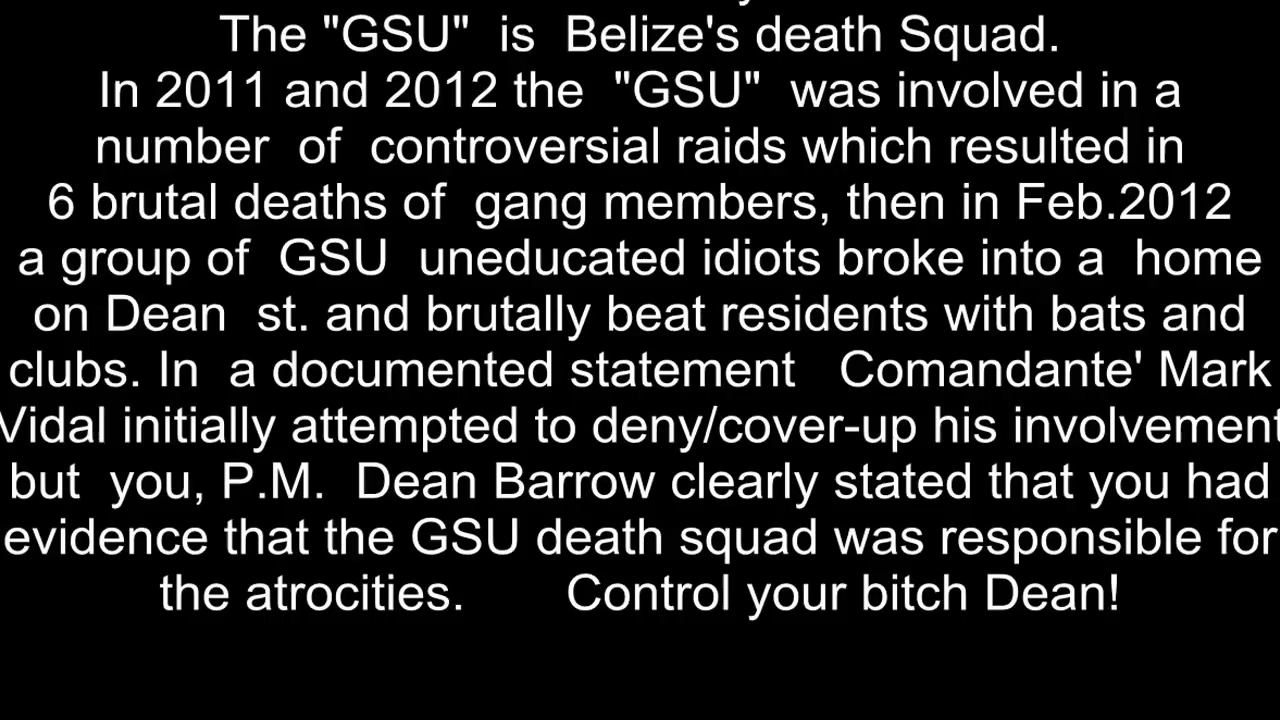 The "GSU" is Belize's death Squad.
In 2011 and 2012 the "GSU" was involved in a
number of controversial raids which resulted in
6 brutal deaths of gang members, then in Feb.2012
a group of GSU uneducated idiots broke into a home
on Dean st. and brutally beat residents with bats and
clubs. In a documented statement Comandante' Mark
Vidal initially attempted to deny/cover-up his involvement
but you, P.M. Dean Barrow clearly stated that you had
evidence that the GSU death squad was responsible for
the atrocities. Control your bitch Dean!